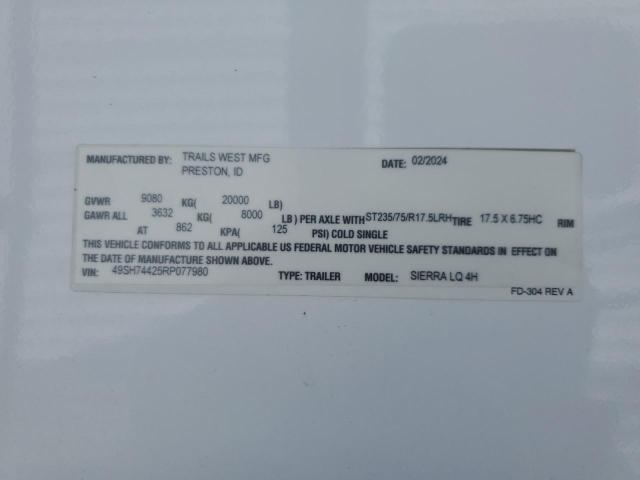 MANUFACTURED BY: TRAILS WEST MFG DATE: 02/2024
PRESTON, ID
GVWR 9080 KG( 20000 LB)
GAWR ALL 3632 KG( 8000 LB ) PER AXLE WITH ST235/75/R17.5LRH TIRE 17.5 X 6.75HC RIM
AT 862 KPA( 125 PSI) COLD SINGLE
THIS VEHICLE CONFORMS TO ALL APPLICABLE US FEDERAL MOTOR VEHICLE SAFETY STANDARDS IN EFFECT ON
THE DATE OF MANUFACTURE SHOWN ABOVE.
VIN: 49SH74425RP077980 TYPE: TRAILER MODEL: SIERRA LQ 4H
FD-304 REV A